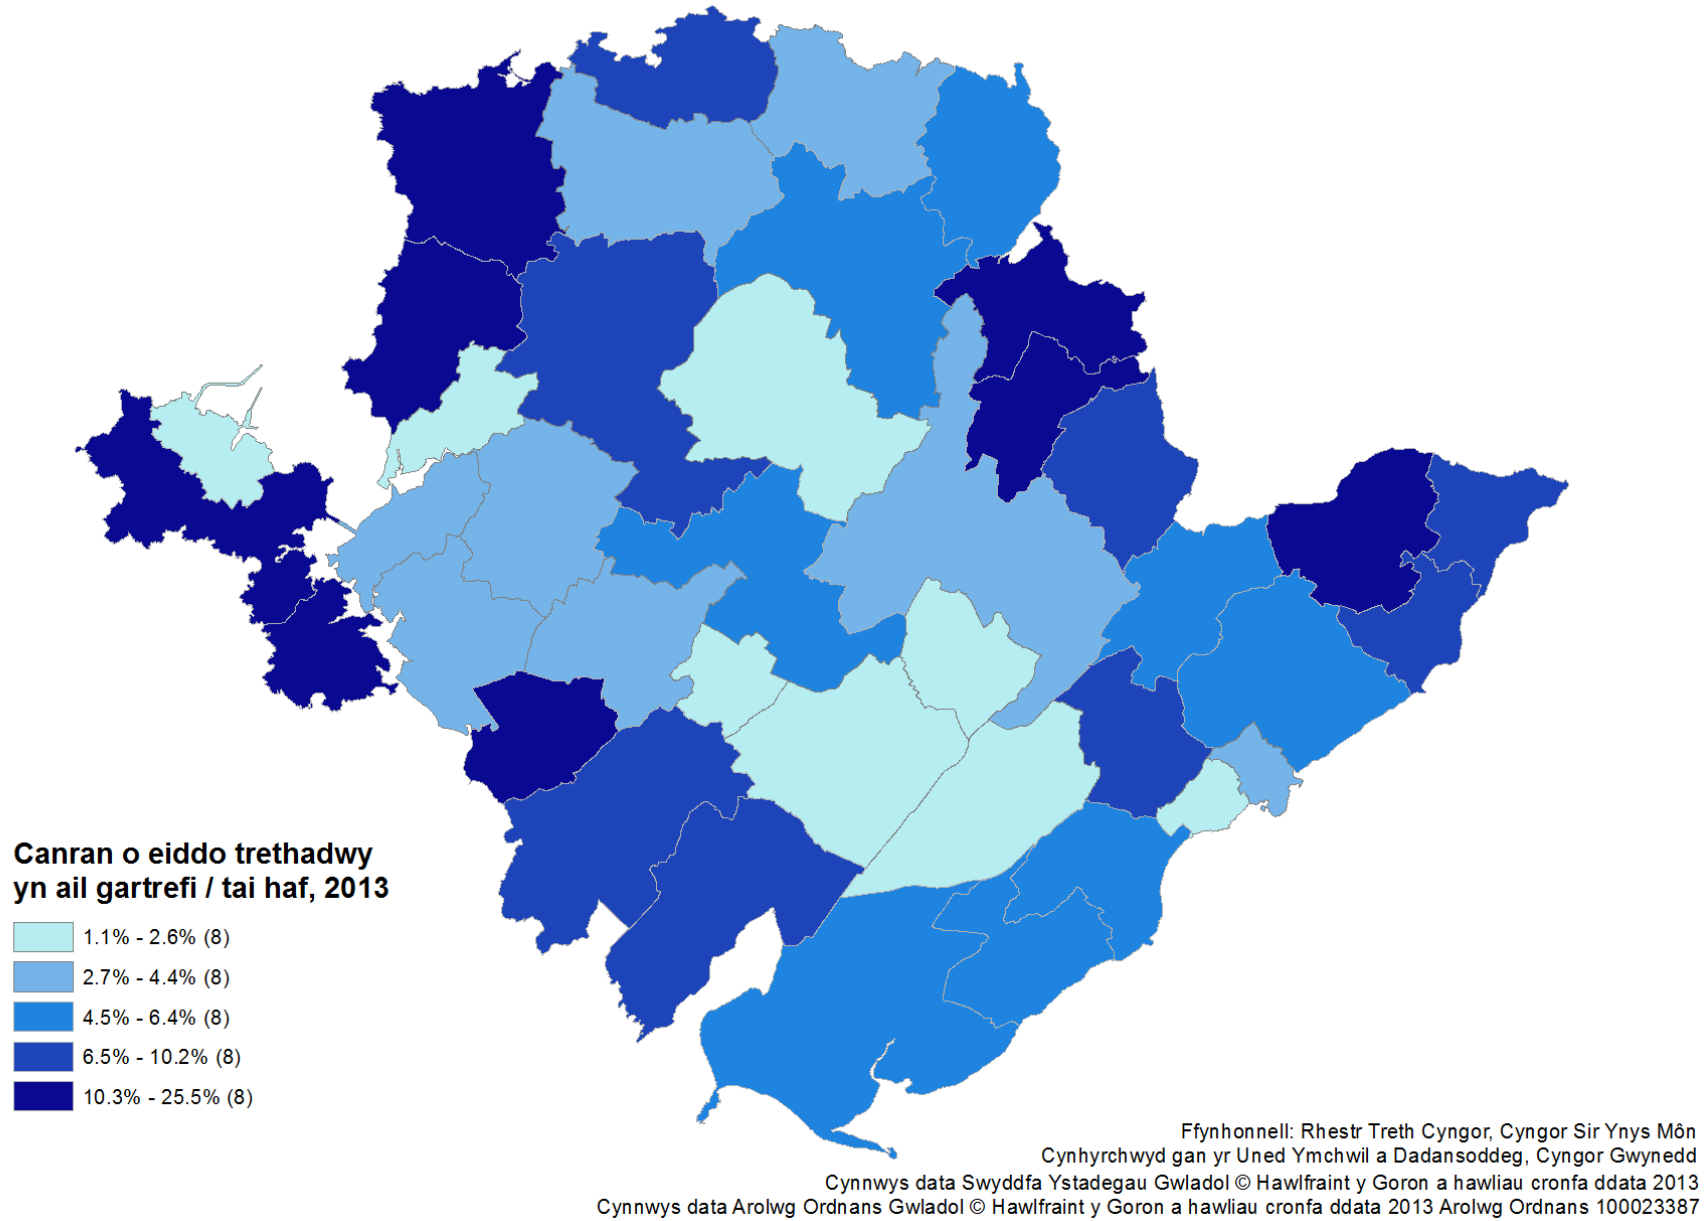 Canran o eiddo trethadwy
yn ail gartrefi / tai haf, 2013
1.1% - 2.6% (8)
2.7% - 4.4% (8)
4.5% - 6.4% (8)
6.5% - 10.2% (8)
10.3% - 25.5% (8)
Ffynhonnell: Rhestr Treth Cyngor, Cyngor Sir Ynys Môn
Cynhyrchwyd gan yr Uned Ymchwil a Dadansoddeg, Cyngor Gwynedd
Cynnwys data Swyddfa Ystadegau Gwladol © Hawlfraint y Goron a hawliau cronfa ddata 2013
Cynnwys data Arolwg Ordnans Gwladol © Hawlfraint y Goron a hawliau cronfa ddata 2013 Arolwg Ordnans 100023387